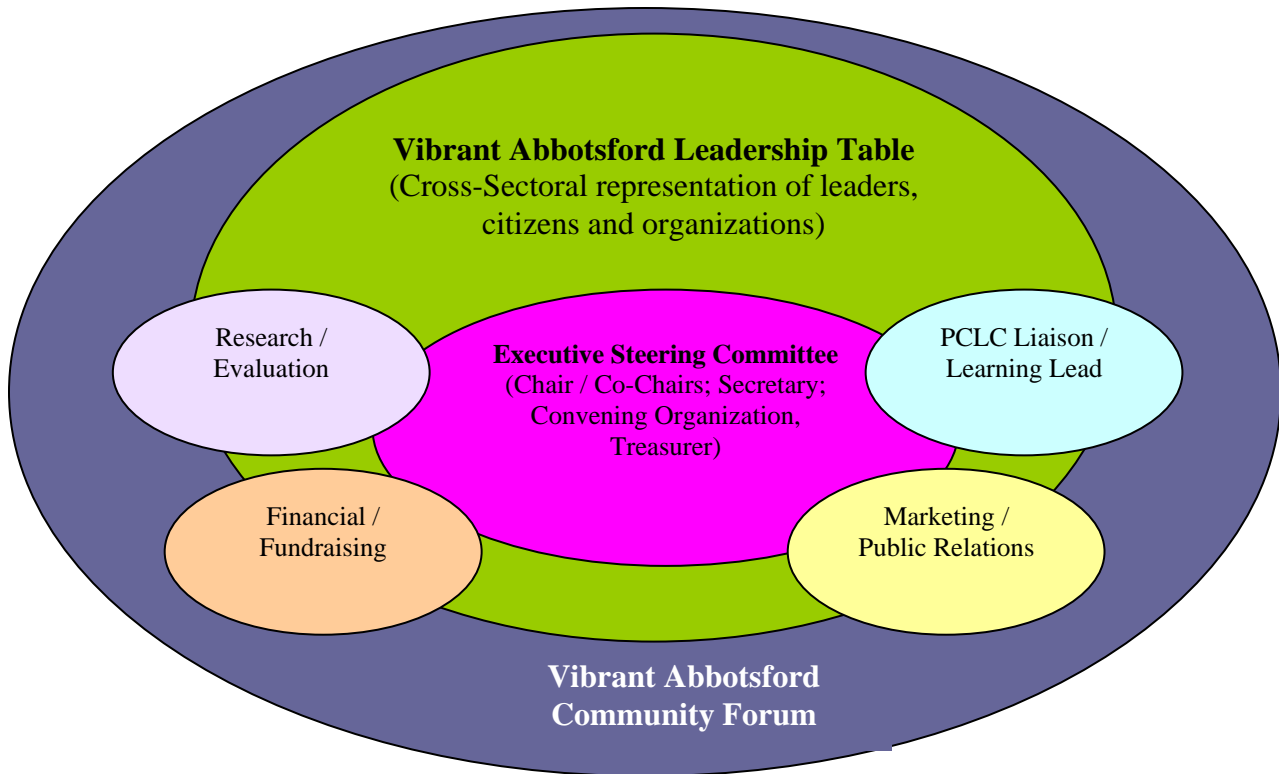 Vibrant Abbotsford Leadership Table
(Cross-Sectoral representation of leaders,
citizens and organizations)
Research /
Evaluation
Executive Steering Committee
(Chair / Co-Chairs; Secretary;
Convening Organization,
Treasurer)
PCLC Liaison /
Learning Lead
Financial /
Fundraising
Marketing /
Public Relations
Vibrant Abbotsford
Community Forum